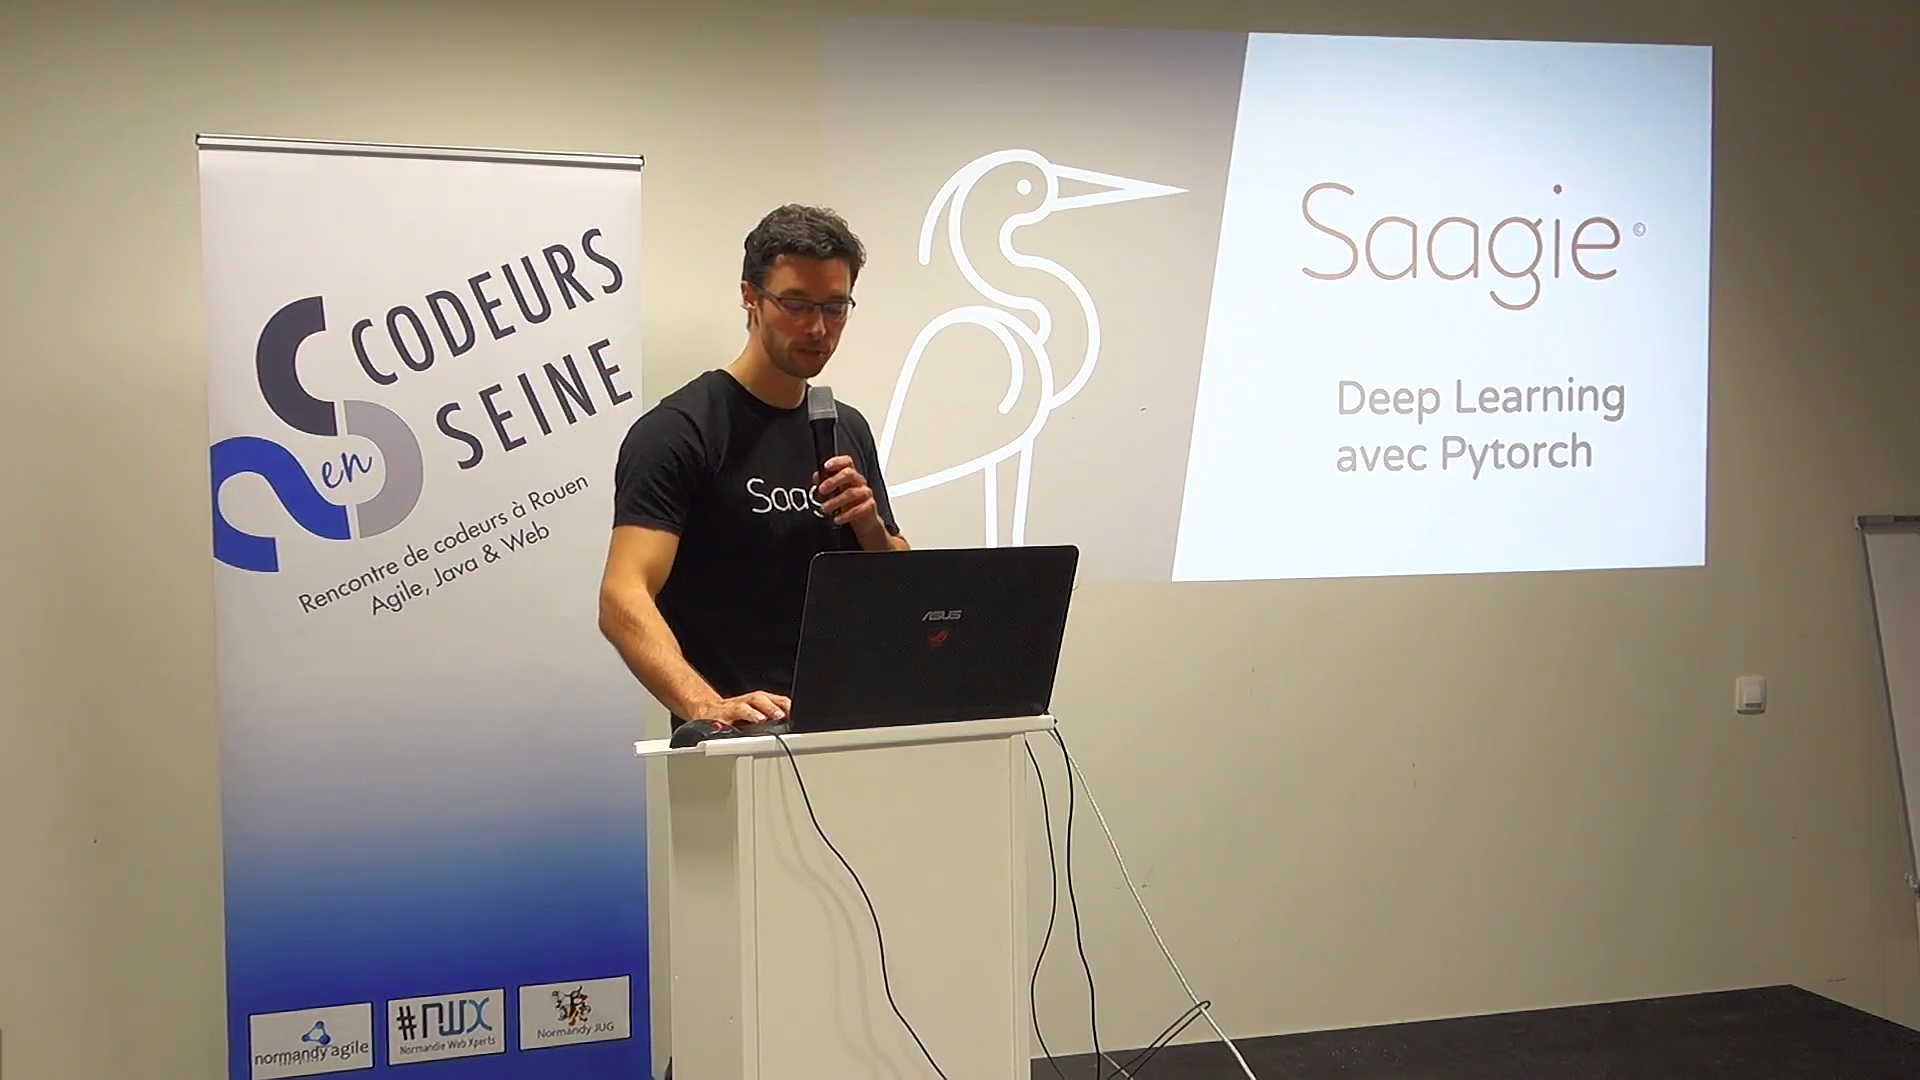 CODEURS
en
SEINE
Rencontre de codeurs à Rouen
Agile, Java & Web
normandy agile
#NWX
Normandie Web Xperts
Normandy JUG
Saag
ASUS
Saagie©
Deep Learning
avec Pytorch